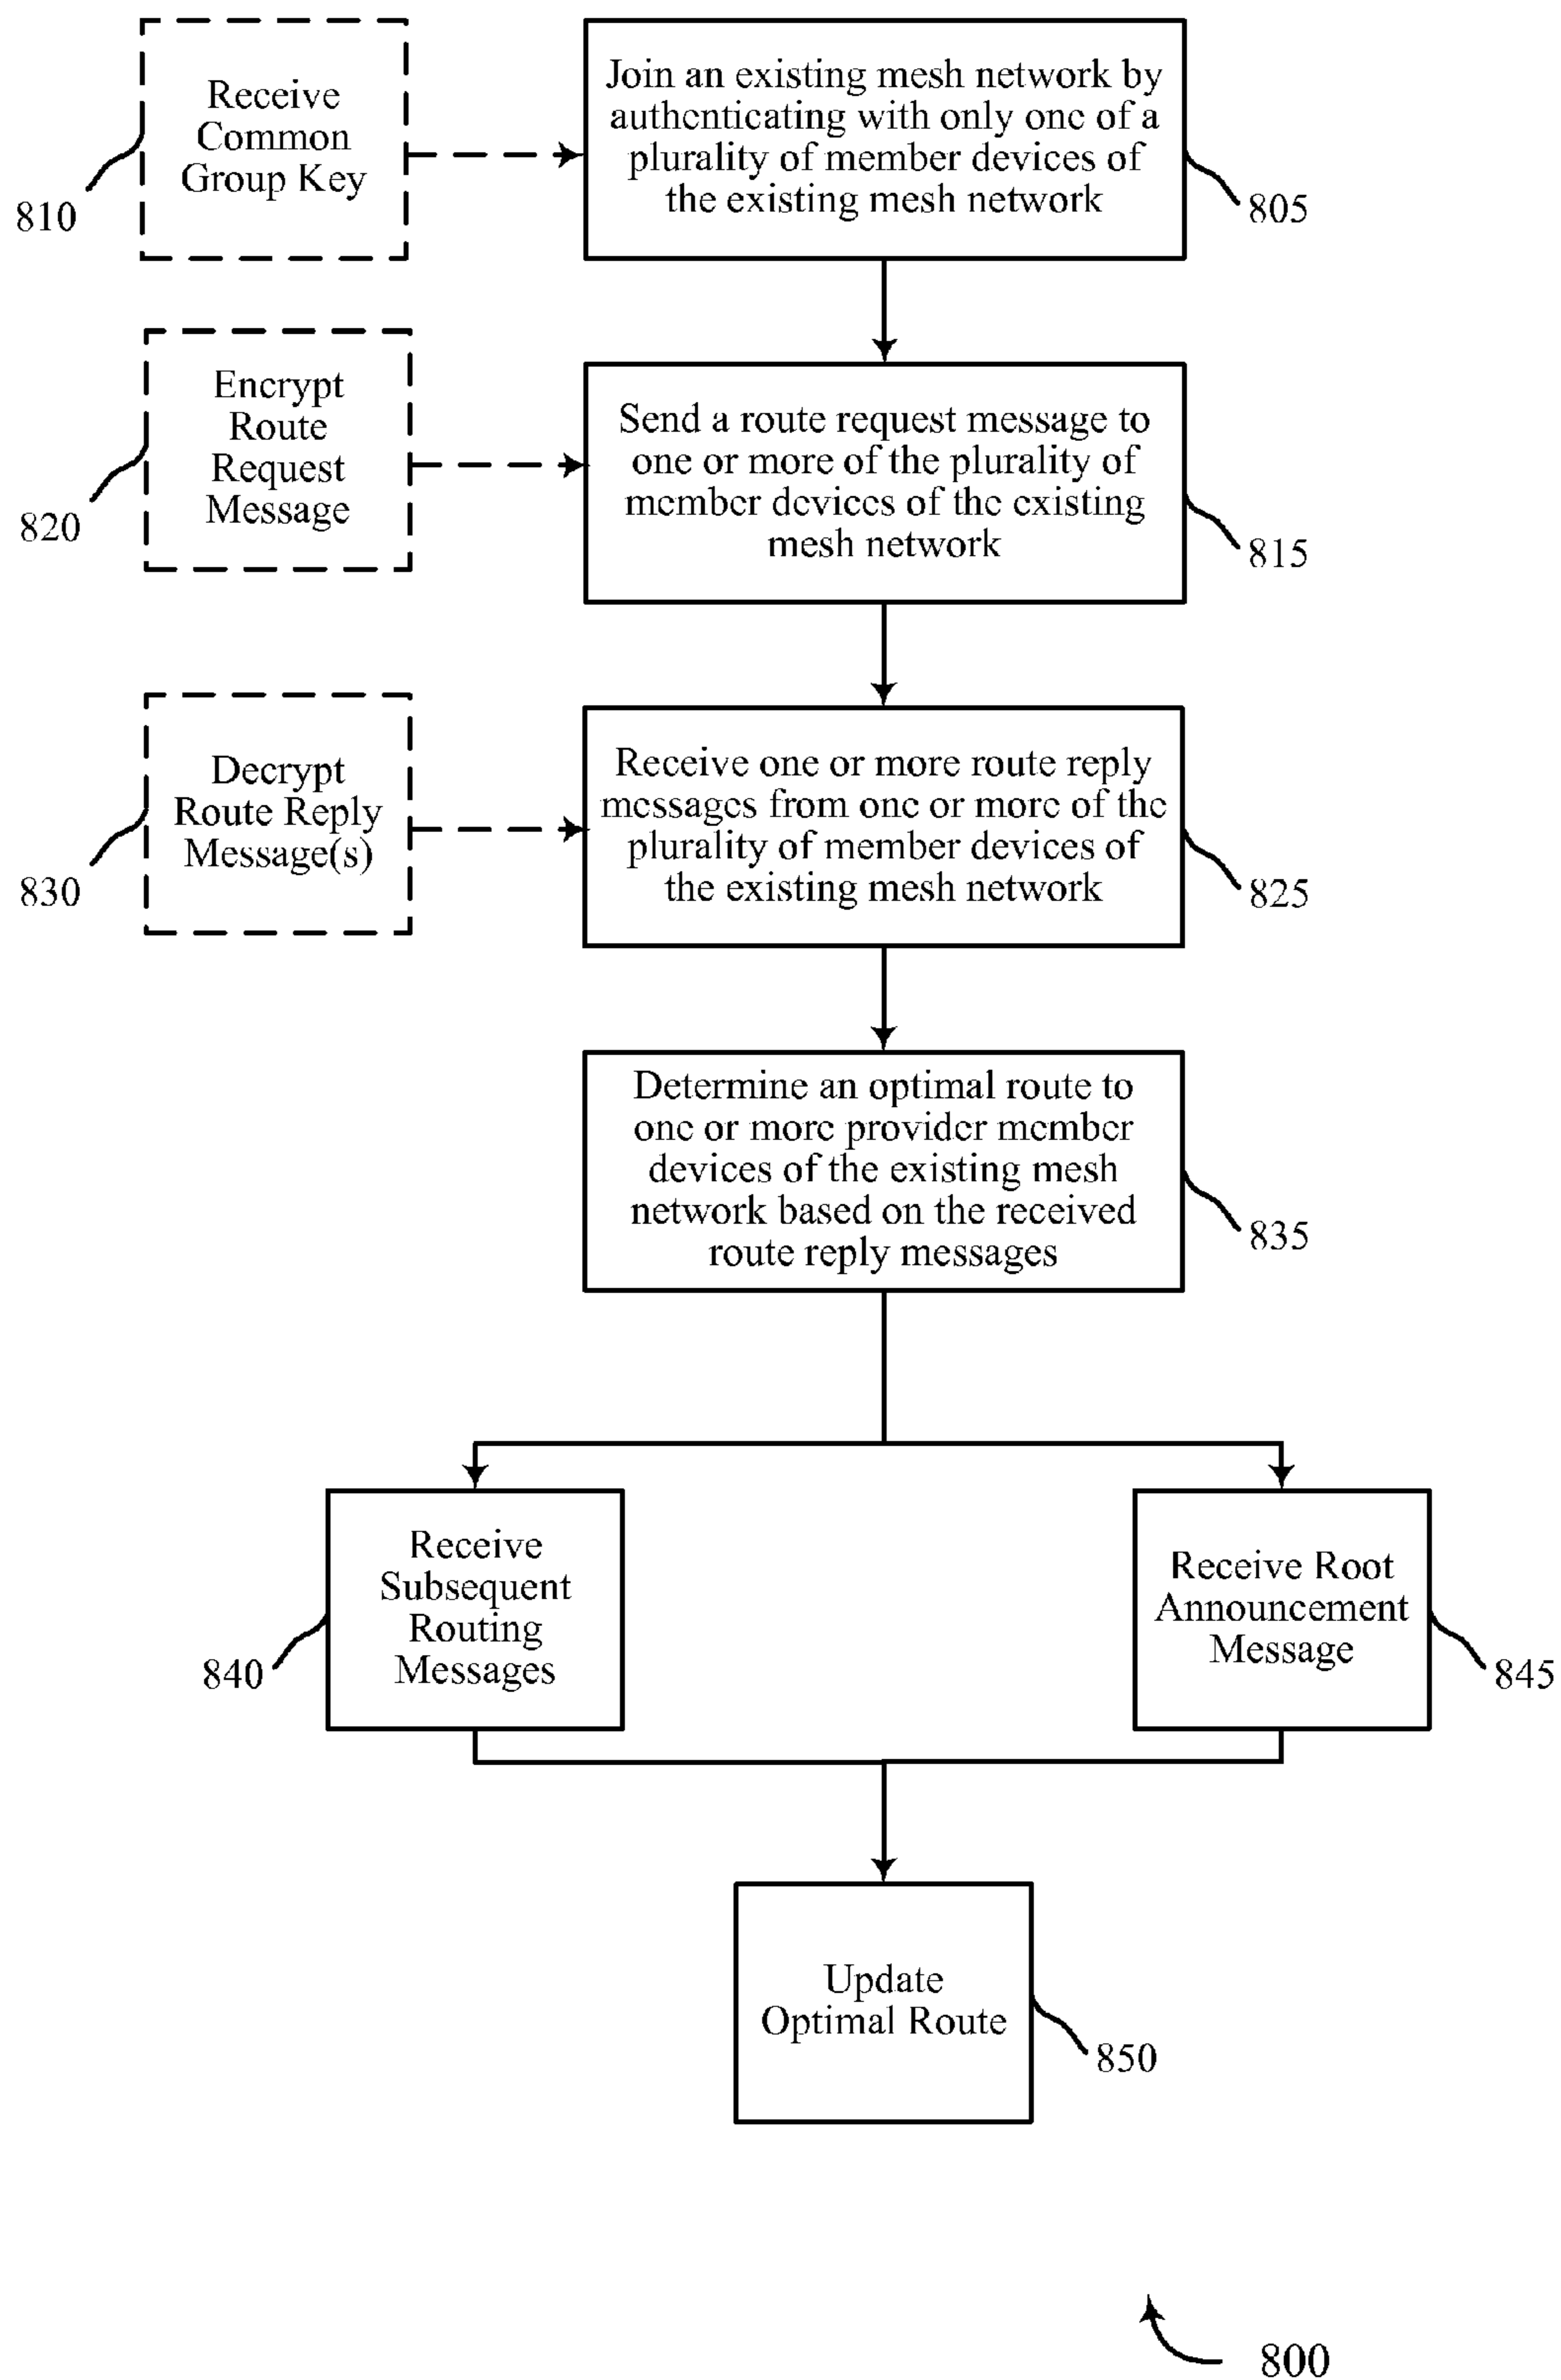 Receive
Common
Group Key
810
Join an existing mesh network by
authenticating with only one of a
plurality of member devices of
the existing mesh network
805
Encrypt
Route
Request
Message
820
Send a route request message to
one or more of the plurality of
member devices of the existing
mesh network
815
Decrypt
Route Reply
Message(s)
830
Receive one or more route reply
messages from one or more of the
plurality of member devices of
the existing mesh network
825
Determine an optimal route to
one or more provider member
devices of the existing mesh
network based on the received
route reply messages
835
Receive
Subsequent
Routing
Messages
840
Receive Root
Announcement
Message
845
Update
Optimal Route
850
800